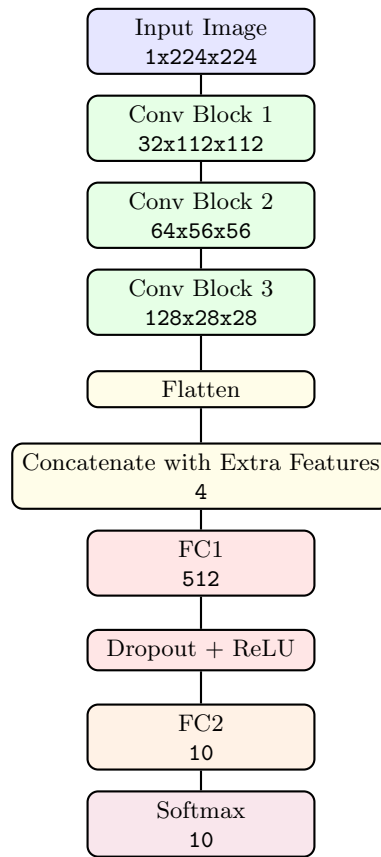 Input Image
1x224x224
Conv Block 1
32x112x112
Conv Block 2
64x56x56
Conv Block 3
128x28x28
Flatten
Concatenate with Extra Features
4
FC1
512
Dropout + ReLU
FC2
10
Softmax
10